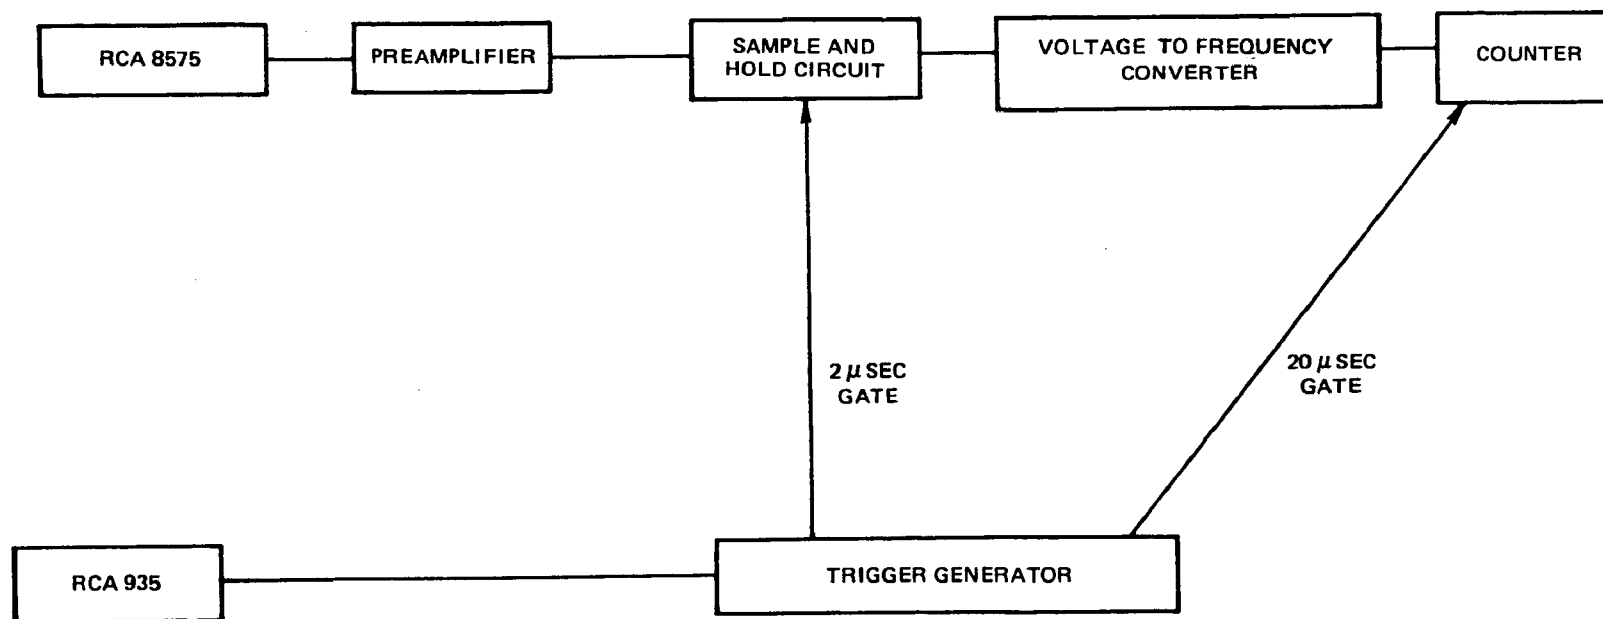 RCA 8575
PREAMPLIFIER
SAMPLE AND
HOLD CIRCUIT
VOLTAGE TO FREQUENCY
CONVERTER
COUNTER
2 μ SEC
GATE
20 μ SEC
GATE
RCA 935
TRIGGER GENERATOR